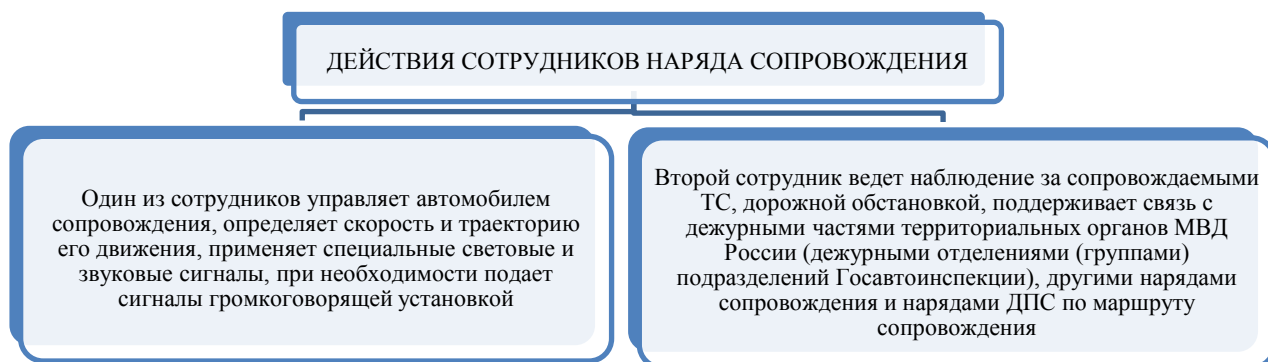 ДЕЙСТВИЯ СОТРУДНИКОВ НАРЯДА СОПРОВОЖДЕНИЯ
Один из сотрудников управляет автомобилем
сопровождения, определяет скорость и траекторию
его движения, применяет специальные световые и
звуковые сигналы, при необходимости подает
сигналы громкоговорящей установкой
Второй сотрудник ведет наблюдение за сопровождаемыми
ТС, дорожной обстановкой, поддерживает связь с
дежурными частями территориальных органов МВД
России (дежурными отделениями (группами)
подразделений Госавтоинспекции), другими нарядами
сопровождения и нарядами ДПС по маршруту
сопровождения